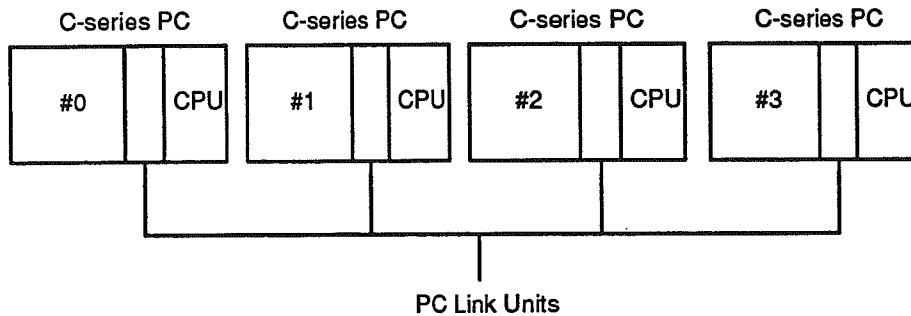 C-series PC C-series PC C-series PC C-series PC
#0 CPU #1 CPU #2 CPU #3 CPU
PC Link Units